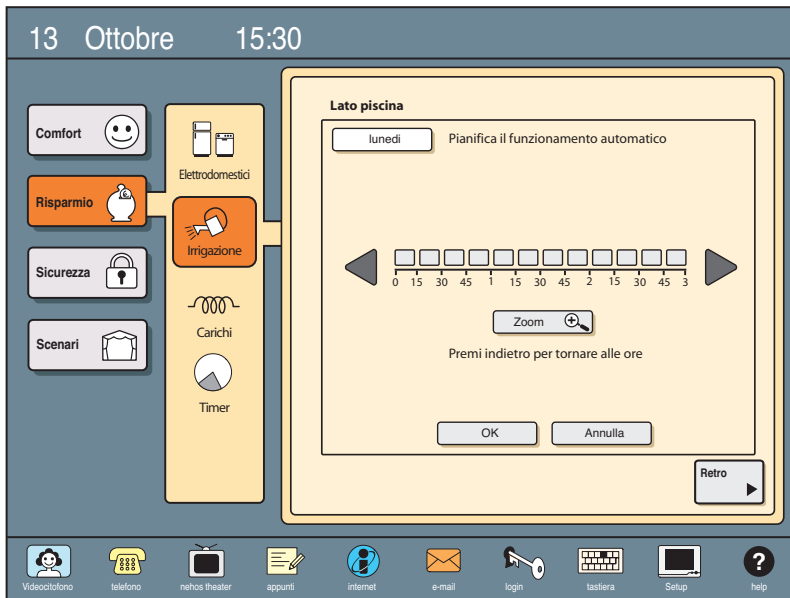 13 Ottobre 15:30
Comfort
Risparmio
€
Sicurezza
Scenari
Elettrodomestici
Irrigazione
Carichi
Timer
Lato piscina
lunedi Pianifica il funzionamento automatico
0 15 30 45 1 15 30 45 2 15 30 45 3
Zoom
Premi indietro per tornare alle ore
OK Annulla
Retro
Videocitofono telefono nehos theater appunti internet e-mail login tastiera Setup help